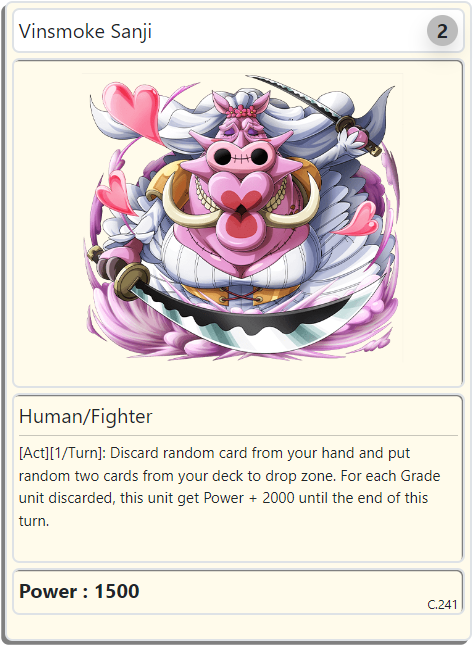 Vinsmoke Sanji
2
Human/Fighter
[Act][1/Turn]: Discard random card from your hand and put
random two cards from your deck to drop zone. For each Grade
unit discarded, this unit get Power + 2000 until the end of this
turn.
Power : 1500
C.241